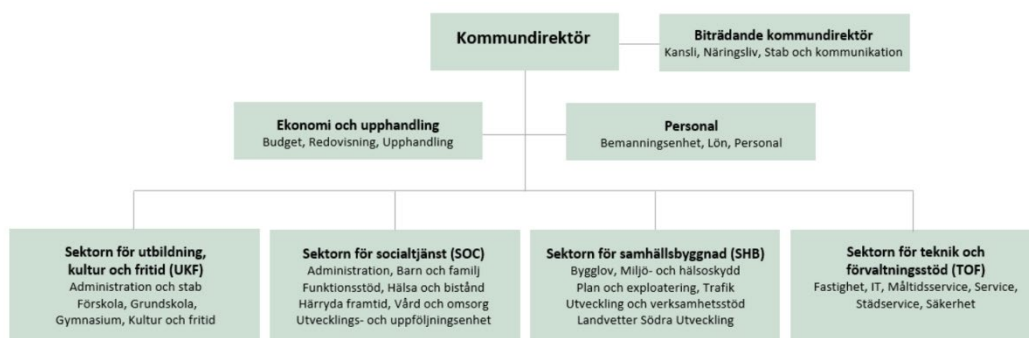 Kommundirektör
Biträdande kommundirektör
Kansli, Näringsliv, Stab och kommunikation
Ekonomi och upphandling
Budget, Redovisning, Upphandling
Personal
Bemanningsenhet, Lön, Personal
Sektorn för utbildning,
kultur och fritid (UKF)
Administration och stab
Förskola, Grundskola,
Gymnasium, Kultur och fritid
Sektorn för socialtjänst (SOC)
Administration, Barn och familj
Funktionsstöd, Hälsa och bistånd
Härryda framtid, Vård och omsorg
Utvecklings- och uppföljningsenhet
Sektorn för samhällsbyggnad (SHB)
Bygglov, Miljö- och hälsoskydd
Plan och exploatering, Trafik
Utveckling och verksamhetsstöd
Landvetter Södra Utveckling
Sektorn för teknik och
förvaltningsstöd (TOF)
Fastighet, IT, Måltidsservice, Service,
Städservice, Säkerhet